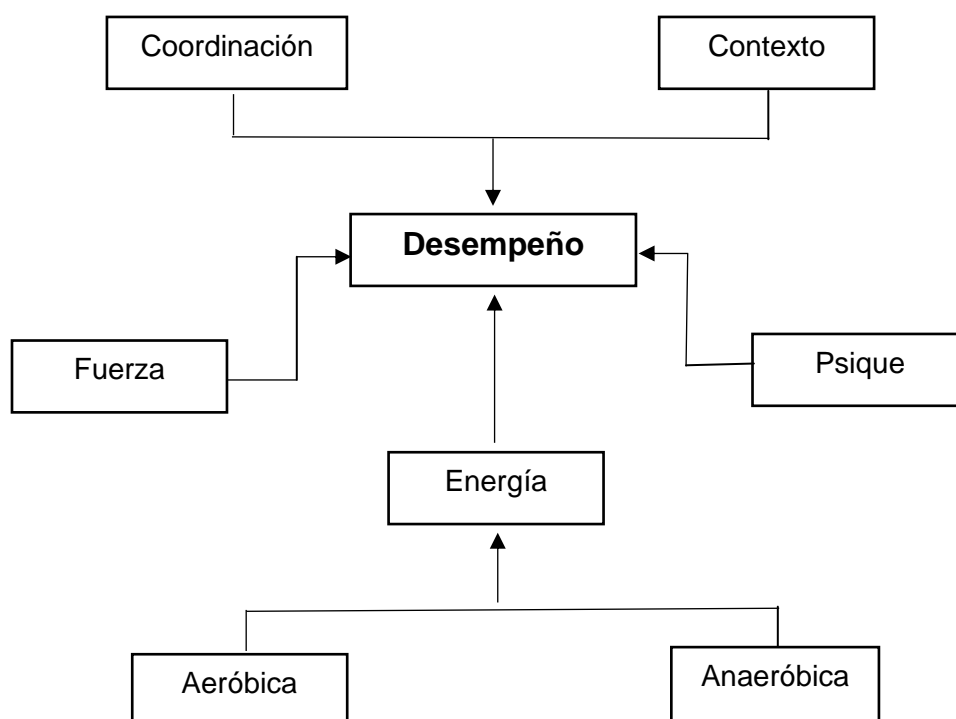 Coordinación
Contexto
Desempeño
Fuerza
Psique
Energía
Aeróbica
Anaeróbica